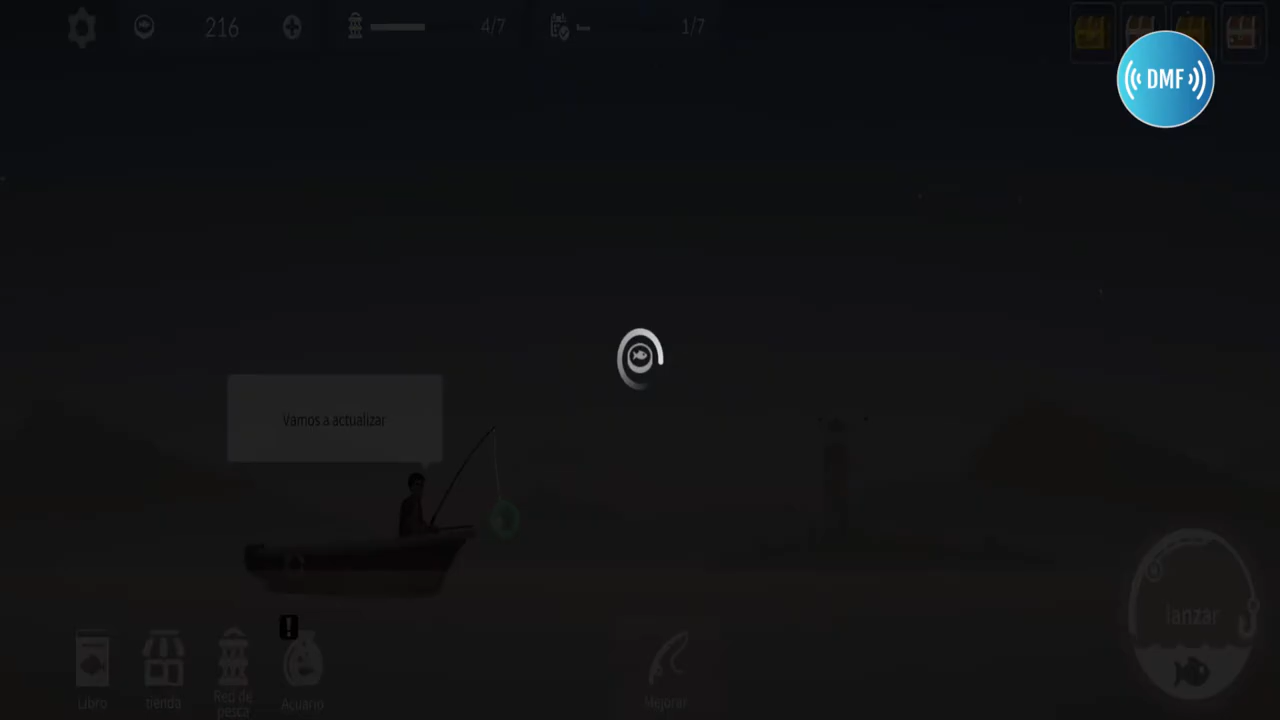 216
4/7
1/7
DMF
Vamos a actualizar
lanzar
Libro
tienda
Red de
pesca
Acuario
Mejorar